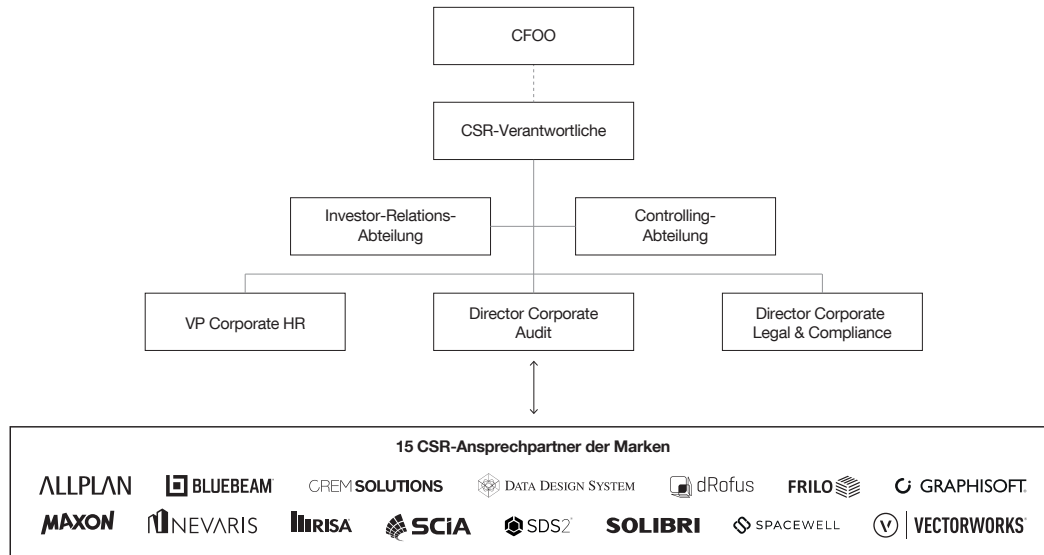 CFOO
CSR-Verantwortliche
Investor-Relations-
Abteilung
Controlling-
Abteilung
VP Corporate HR
Director Corporate
Audit
Director Corporate
Legal & Compliance
15 CSR-Ansprechpartner der Marken
ALLPLAN BLUEBEAM® CREM SOLUTIONS DATA DESIGN SYSTEM dRofus FRILO GRAPHISOFT.
MAXON NEVARIS RISA SCiA SDS2® SOLIBRI SPACEWELL V VECTORWORKS®